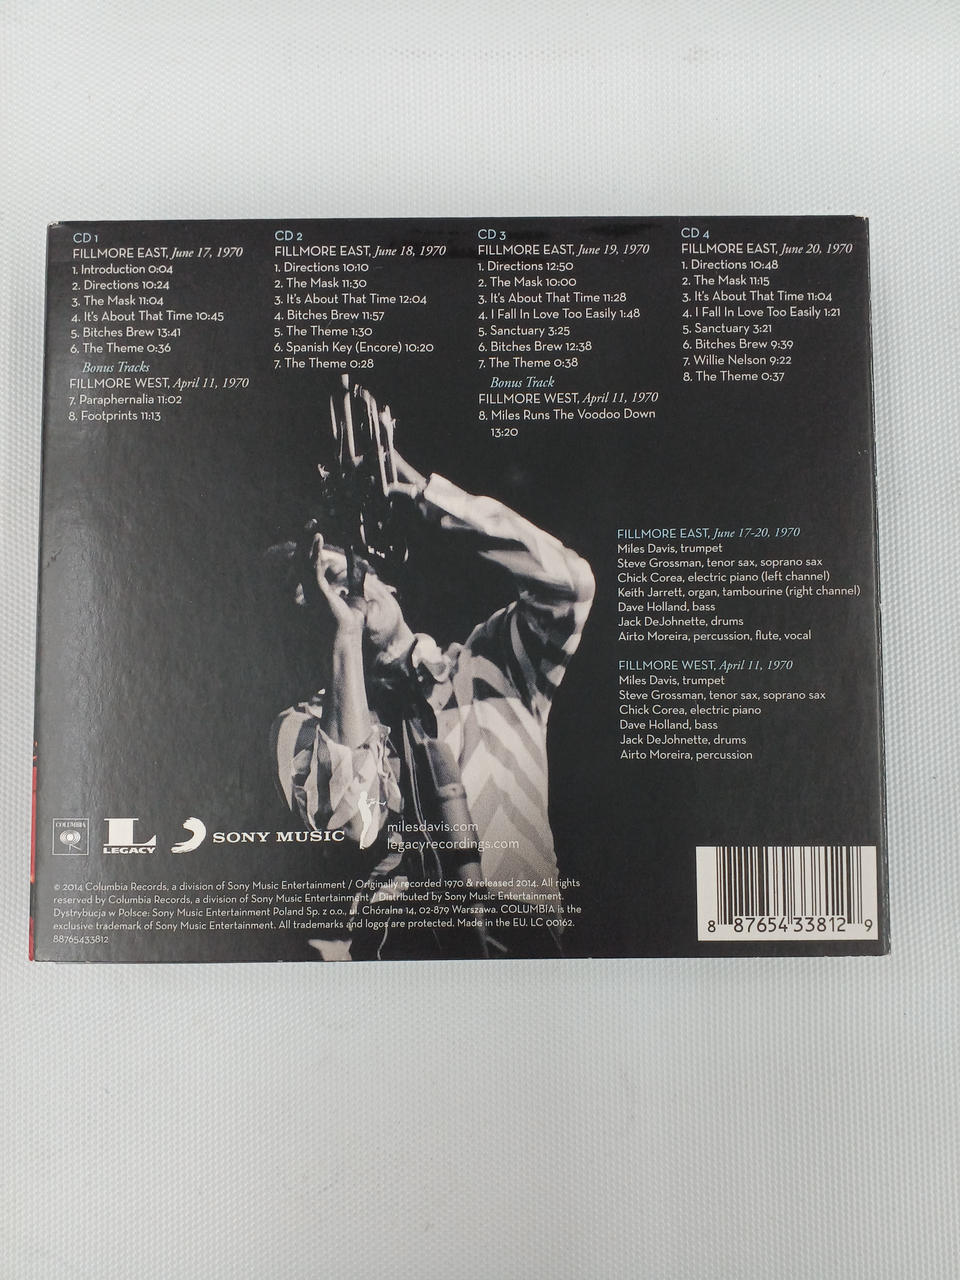 CD 1
FILLMORE EAST, June 17, 1970
1. Introduction 0:04
2. Directions 10:24
3. The Mask 11:04
4. It's About That Time 10:45
5. Bitches Brew 13:41
6. The Theme 0:36
Bonus Tracks
FILLMORE WEST, April 11, 1970
7. Paraphernalia 11:02
8. Footprints 11:13
CD 2
FILLMORE EAST, June 18, 1970
1. Directions 10:10
2. The Mask 11:30
3. It's About That Time 12:04
4. Bitches Brew 11:57
5. The Theme 1:30
6. Spanish Key (Encore) 10:20
7. The Theme 0:28
CD 3
FILLMORE EAST, June 19, 1970
1. Directions 12:50
2. The Mask 10:00
3. It's About That Time 11:28
4. I Fall In Love Too Easily 1:48
5. Sanctuary 3:25
6. Bitches Brew 12:38
7. The Theme 0:38
Bonus Track
FILLMORE WEST, April 11, 1970
8. Miles Runs The Voodoo Down
13:20
CD 4
FILLMORE EAST, June 20, 1970
1. Directions 10:48
2. The Mask 11:15
3. It's About That Time 11:04
4. I Fall In Love Too Easily 1:21
5. Sanctuary 3:21
6. Bitches Brew 9:39
7. Willie Nelson 9:22
8. The Theme 0:37
FILLMORE EAST, June 17-20, 1970
Miles Davis, trumpet
Steve Grossman, tenor sax, soprano sax
Chick Corea, electric piano (left channel)
Keith Jarrett, organ, tambourine (right channel)
Dave Holland, bass
Jack DeJohnette, drums
Airto Moreira, percussion, flute, vocal
FILLMORE WEST, April 11, 1970
Miles Davis, trumpet
Steve Grossman, tenor sax, soprano sax
Chick Corea, electric piano
Dave Holland, bass
Jack DeJohnette, drums
Airto Moreira, percussion
COLUMBIA
L
LEGACY
SONY MUSIC
milesdavis.com
legacyrecordings.com
© 2014 Columbia Records, a division of Sony Music Entertainment / Originally recorded 1970 & released 2014. All rights
reserved by Columbia Records, a division of Sony Music Entertainment / Distributed by Sony Music Entertainment.
Dystrybucja w Polsce: Sony Music Entertainment Poland Sp. z o.o., ul. Chóralna 14, 02-879 Warszawa. COLUMBIA is the
exclusive trademark of Sony Music Entertainment. All trademarks and logos are protected. Made in the EU. LC 00162.
88765433812
8 87654 33812 9